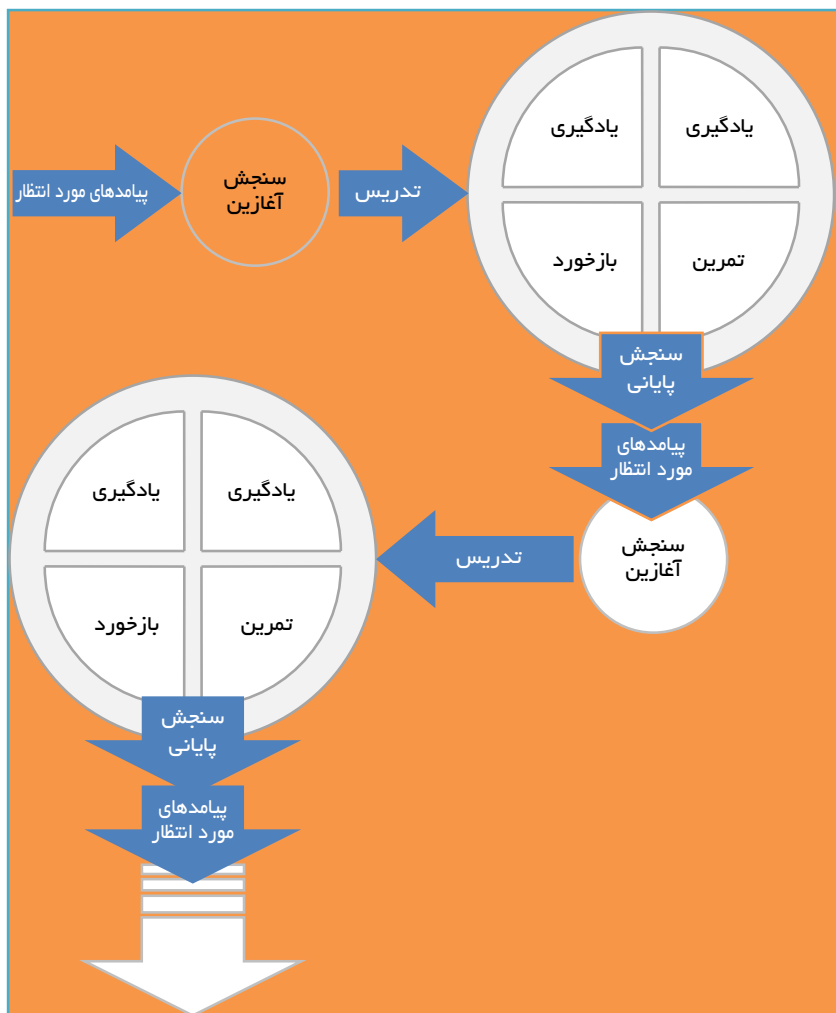 پیامدهای مورد انتظار
سنجش
آغازین
تدریس
یادگیری
یادگیری
تمرین
بازخورد
سنجش
پایانی
پیامدهای
مورد انتظار
سنجش
آغازین
تدریس
یادگیری
یادگیری
تمرین
بازخورد
سنجش
پایانی
پیامدهای
مورد انتظار